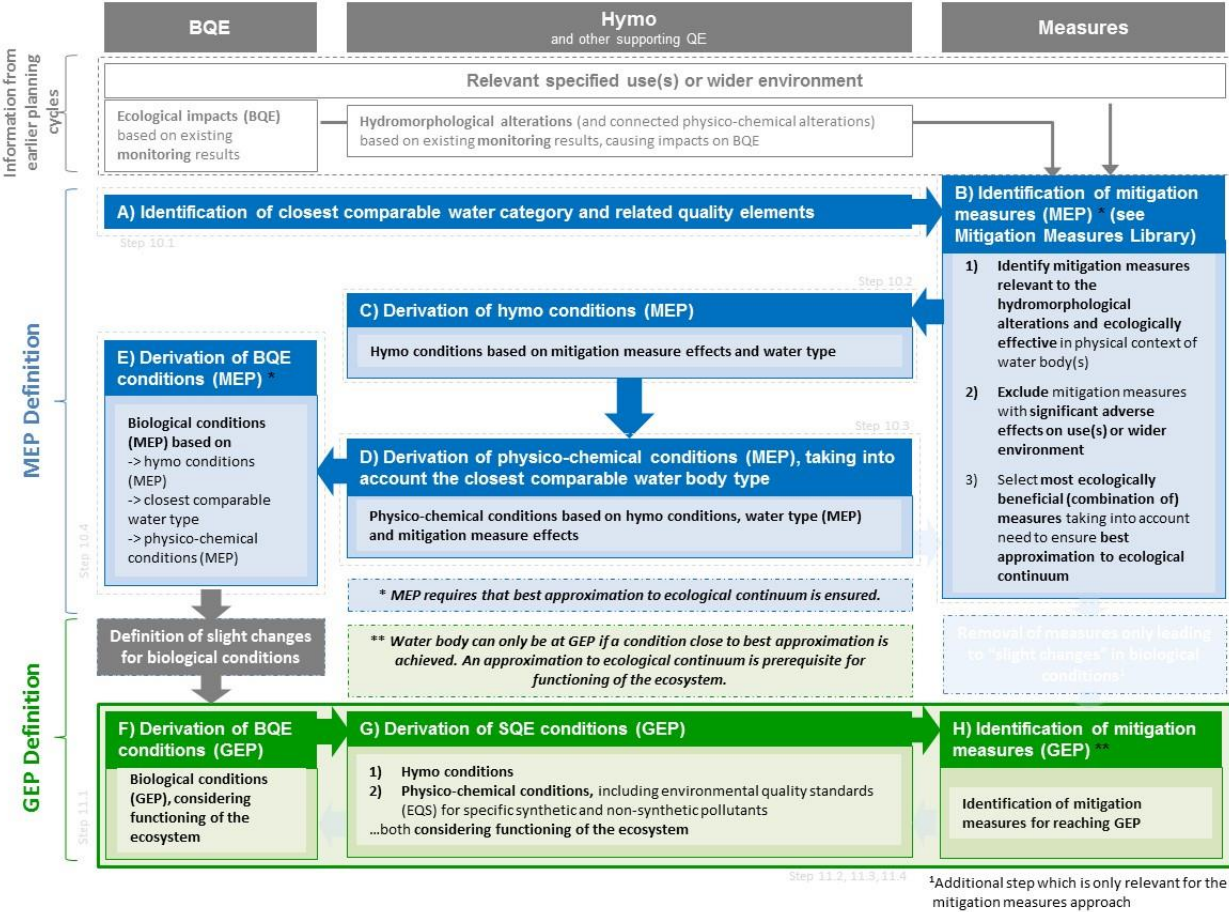 BQE
Hymo
and other supporting QE
Measures
Information from
earlier planning
cycles
Relevant specified use(s) or wider environment
Ecological impacts (BQE)
based on existing
monitoring results
Hydromorphological alterations (and connected physico-chemical alterations)
based on existing monitoring results, causing impacts on BQE
MEP Definition
A) Identification of closest comparable water category and related quality elements
Step 10.1
B) Identification of mitigation
measures (MEP) * (see
Mitigation Measures Library)
1) Identify mitigation measures
relevant to the
hydromorphological
alterations and ecologically
effective in physical context of
water body(s)
2) Exclude mitigation measures
with significant adverse
effects on use(s) or wider
environment
3) Select most ecologically
beneficial (combination of)
measures taking into account
need to ensure best
approximation to ecological
continuum
Step 10.2
C) Derivation of hymo conditions (MEP)
Hymo conditions based on mitigation measure effects and water type
Step 10.3
D) Derivation of physico-chemical conditions (MEP), taking into
account the closest comparable water body type
Physico-chemical conditions based on hymo conditions, water type (MEP)
and mitigation measure effects
E) Derivation of BQE
conditions (MEP) *
Biological conditions
(MEP) based on
-> hymo conditions
(MEP)
-> closest comparable
water type
-> physico-chemical
conditions (MEP)
Step 10.4
* MEP requires that best approximation to ecological continuum is ensured.
GEP Definition
Definition of slight changes
for biological conditions
** Water body can only be at GEP if a condition close to best approximation is
achieved. An approximation to ecological continuum is prerequisite for
functioning of the ecosystem.
Removal of measures only leading
to "slight changes" in biological
conditions¹
F) Derivation of BQE
conditions (GEP)
Biological conditions
(GEP), considering
functioning of the
ecosystem
Step 11.1
G) Derivation of SQE conditions (GEP)
1) Hymo conditions
2) Physico-chemical conditions, including environmental quality standards
(EQS) for specific synthetic and non-synthetic pollutants
...both considering functioning of the ecosystem
H) Identification of mitigation
measures (GEP) **
Identification of mitigation
measures for reaching GEP
Step 11.2, 11.3, 11.4
¹Additional step which is only relevant for the
mitigation measures approach